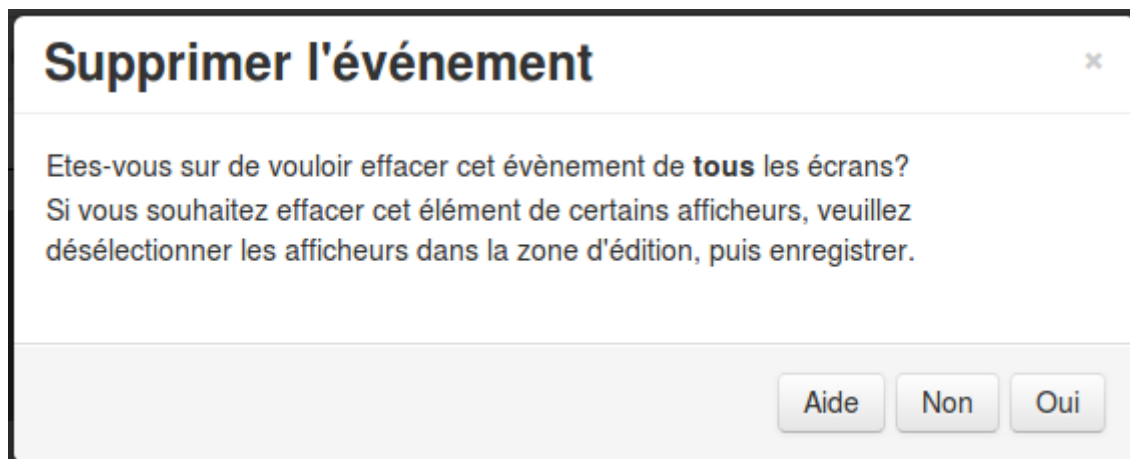 Supprimer l'événement
×
Etes-vous sur de vouloir effacer cet évènement de tous les écrans?
Si vous souhaitez effacer cet élément de certains afficheurs, veuillez
désélectionner les afficheurs dans la zone d'édition, puis enregistrer.
Aide Non Oui